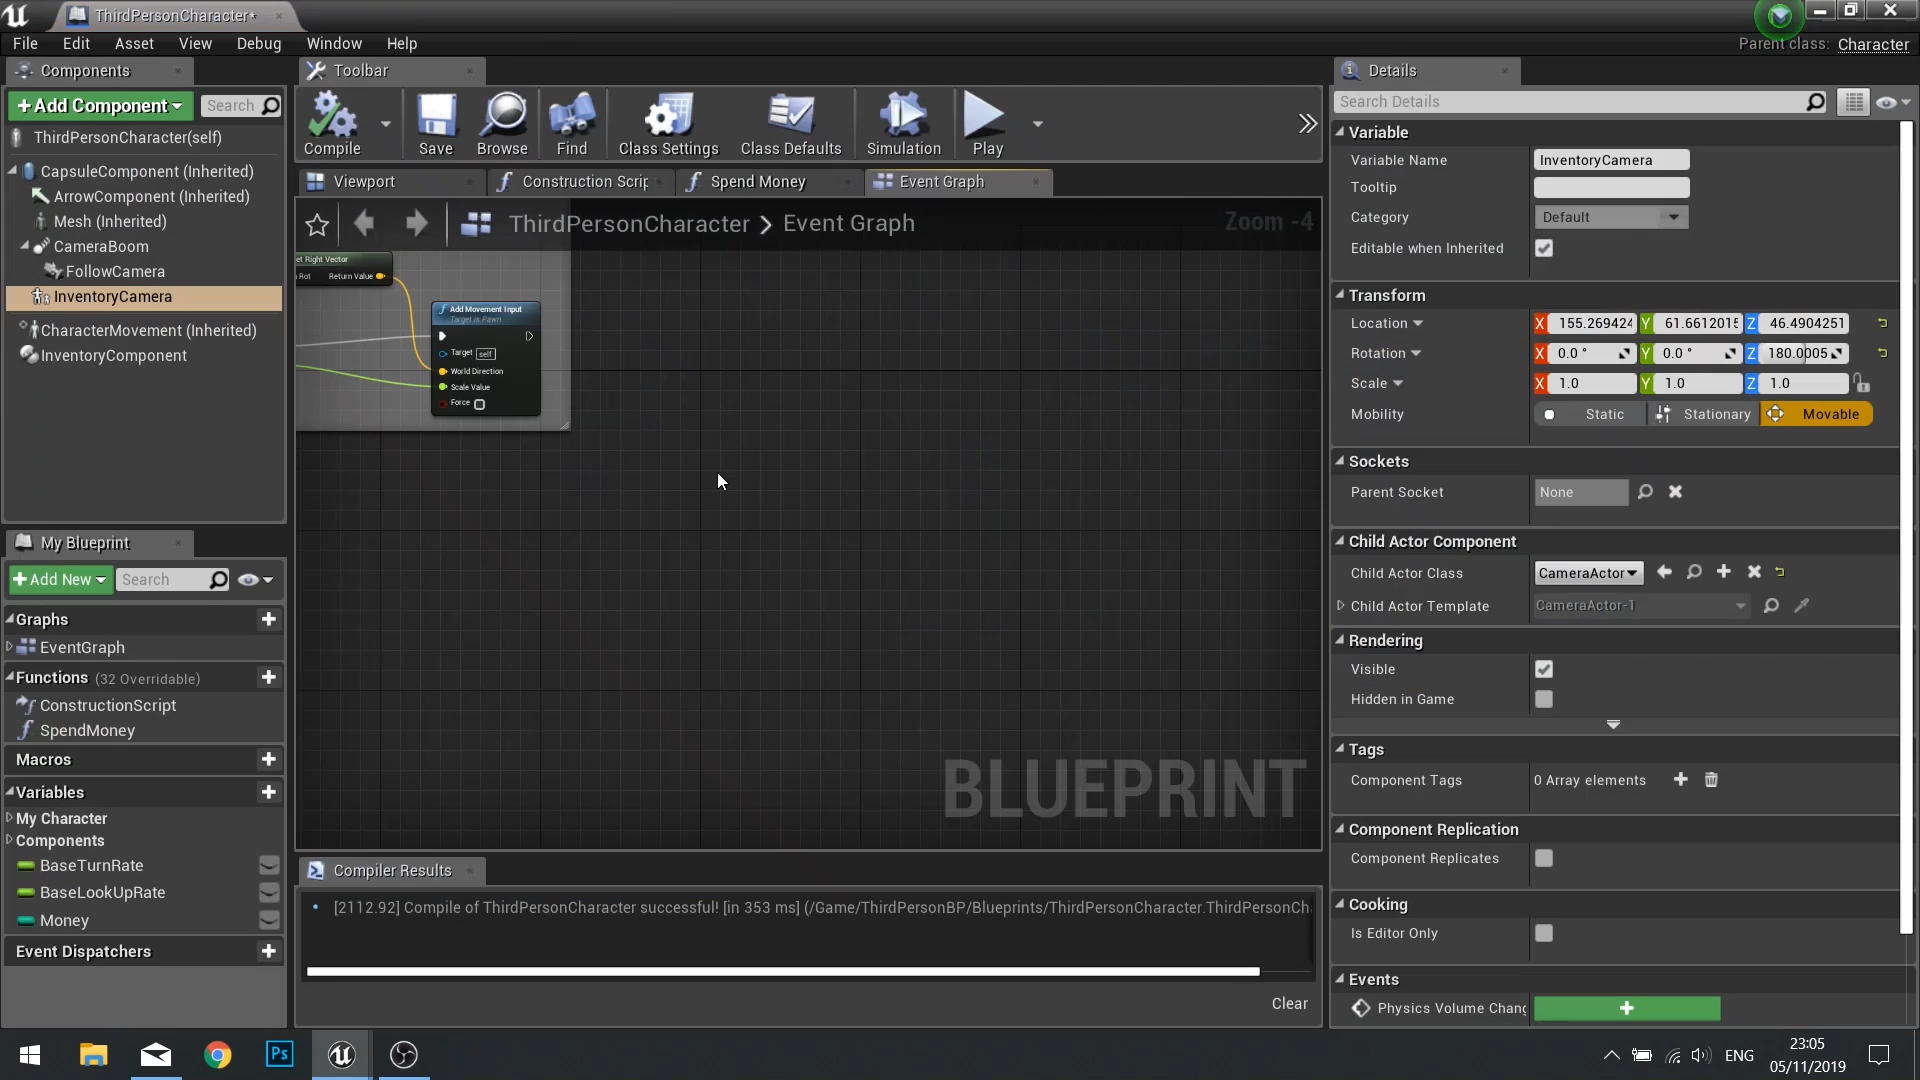 ThirdPersonCharacter*
File Edit Asset View Debug Window Help
Parent class: Character
Components
Add Component
Search
ThirdPersonCharacter(self)
CapsuleComponent (Inherited)
ArrowComponent (Inherited)
Mesh (Inherited)
CameraBoom
FollowCamera
InventoryCamera
CharacterMovement (Inherited)
InventoryComponent
My Blueprint
Add New
Search
Graphs
EventGraph
Functions (32 Overridable)
ConstructionScript
SpendMoney
Macros
Variables
My Character
Components
BaseTurnRate
BaseLookUpRate
Money
Event Dispatchers
Toolbar
Compile
Save
Browse
Find
Class Settings
Class Defaults
Simulation
Play
Viewport
Construction Scrip
Spend Money
Event Graph
ThirdPersonCharacter > Event Graph
Zoom -4
et Right Vector
Rot Return Value
Add Movement Input
Target is Pawn
Target self
World Direction
Scale Value
Force
BLUEPRINT
Compiler Results
[2112.92] Compile of ThirdPersonCharacter successful! [in 353 ms] (/Game/ThirdPersonBP/Blueprints/ThirdPersonCharacter.ThirdPersonCh
Clear
Details
Search Details
Variable
Variable Name InventoryCamera
Tooltip
Category Default
Editable when Inherited
Transform
Location X 155.269424 Y 61.6612015 Z 46.4904251
Rotation X 0.0 ° Y 0.0 ° Z 180.0005
Scale X 1.0 Y 1.0 Z 1.0
Mobility Static Stationary Movable
Sockets
Parent Socket None
Child Actor Component
Child Actor Class CameraActor
Child Actor Template CameraActor-1
Rendering
Visible
Hidden in Game
Tags
Component Tags 0 Array elements
Component Replication
Component Replicates
Cooking
Is Editor Only
Events
Physics Volume Chang
Ps
ENG
23:05
05/11/2019